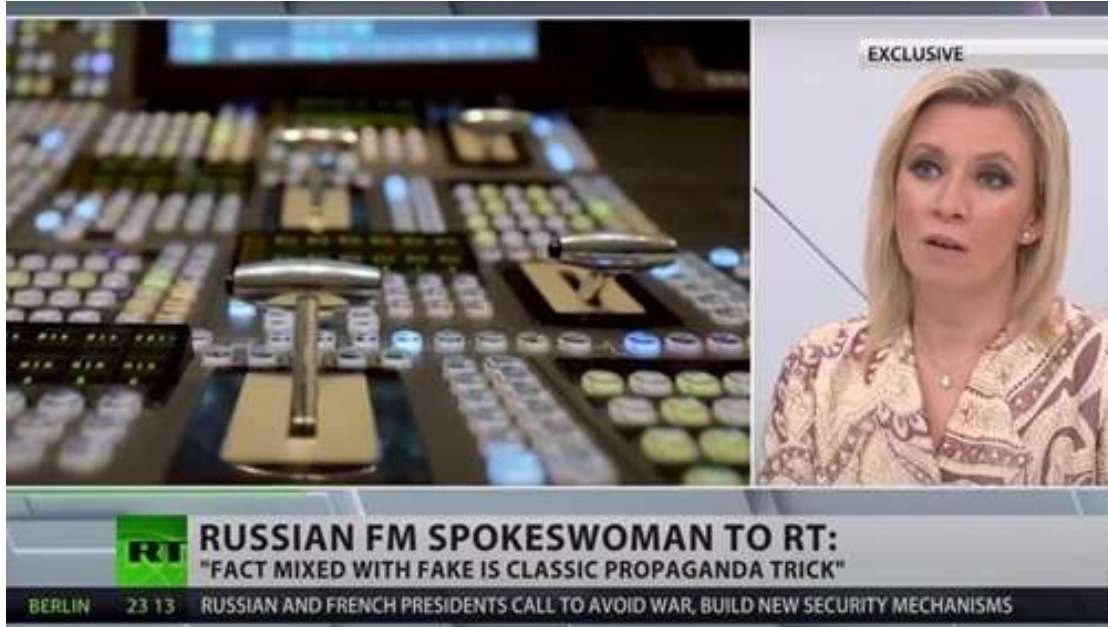 EXCLUSIVE
RT
RUSSIAN FM SPOKESWOMAN TO RT:
"FACT MIXED WITH FAKE IS CLASSIC PROPAGANDA TRICK"
BERLIN 23 13 RUSSIAN AND FRENCH PRESIDENTS CALL TO AVOID WAR, BUILD NEW SECURITY MECHANISMS